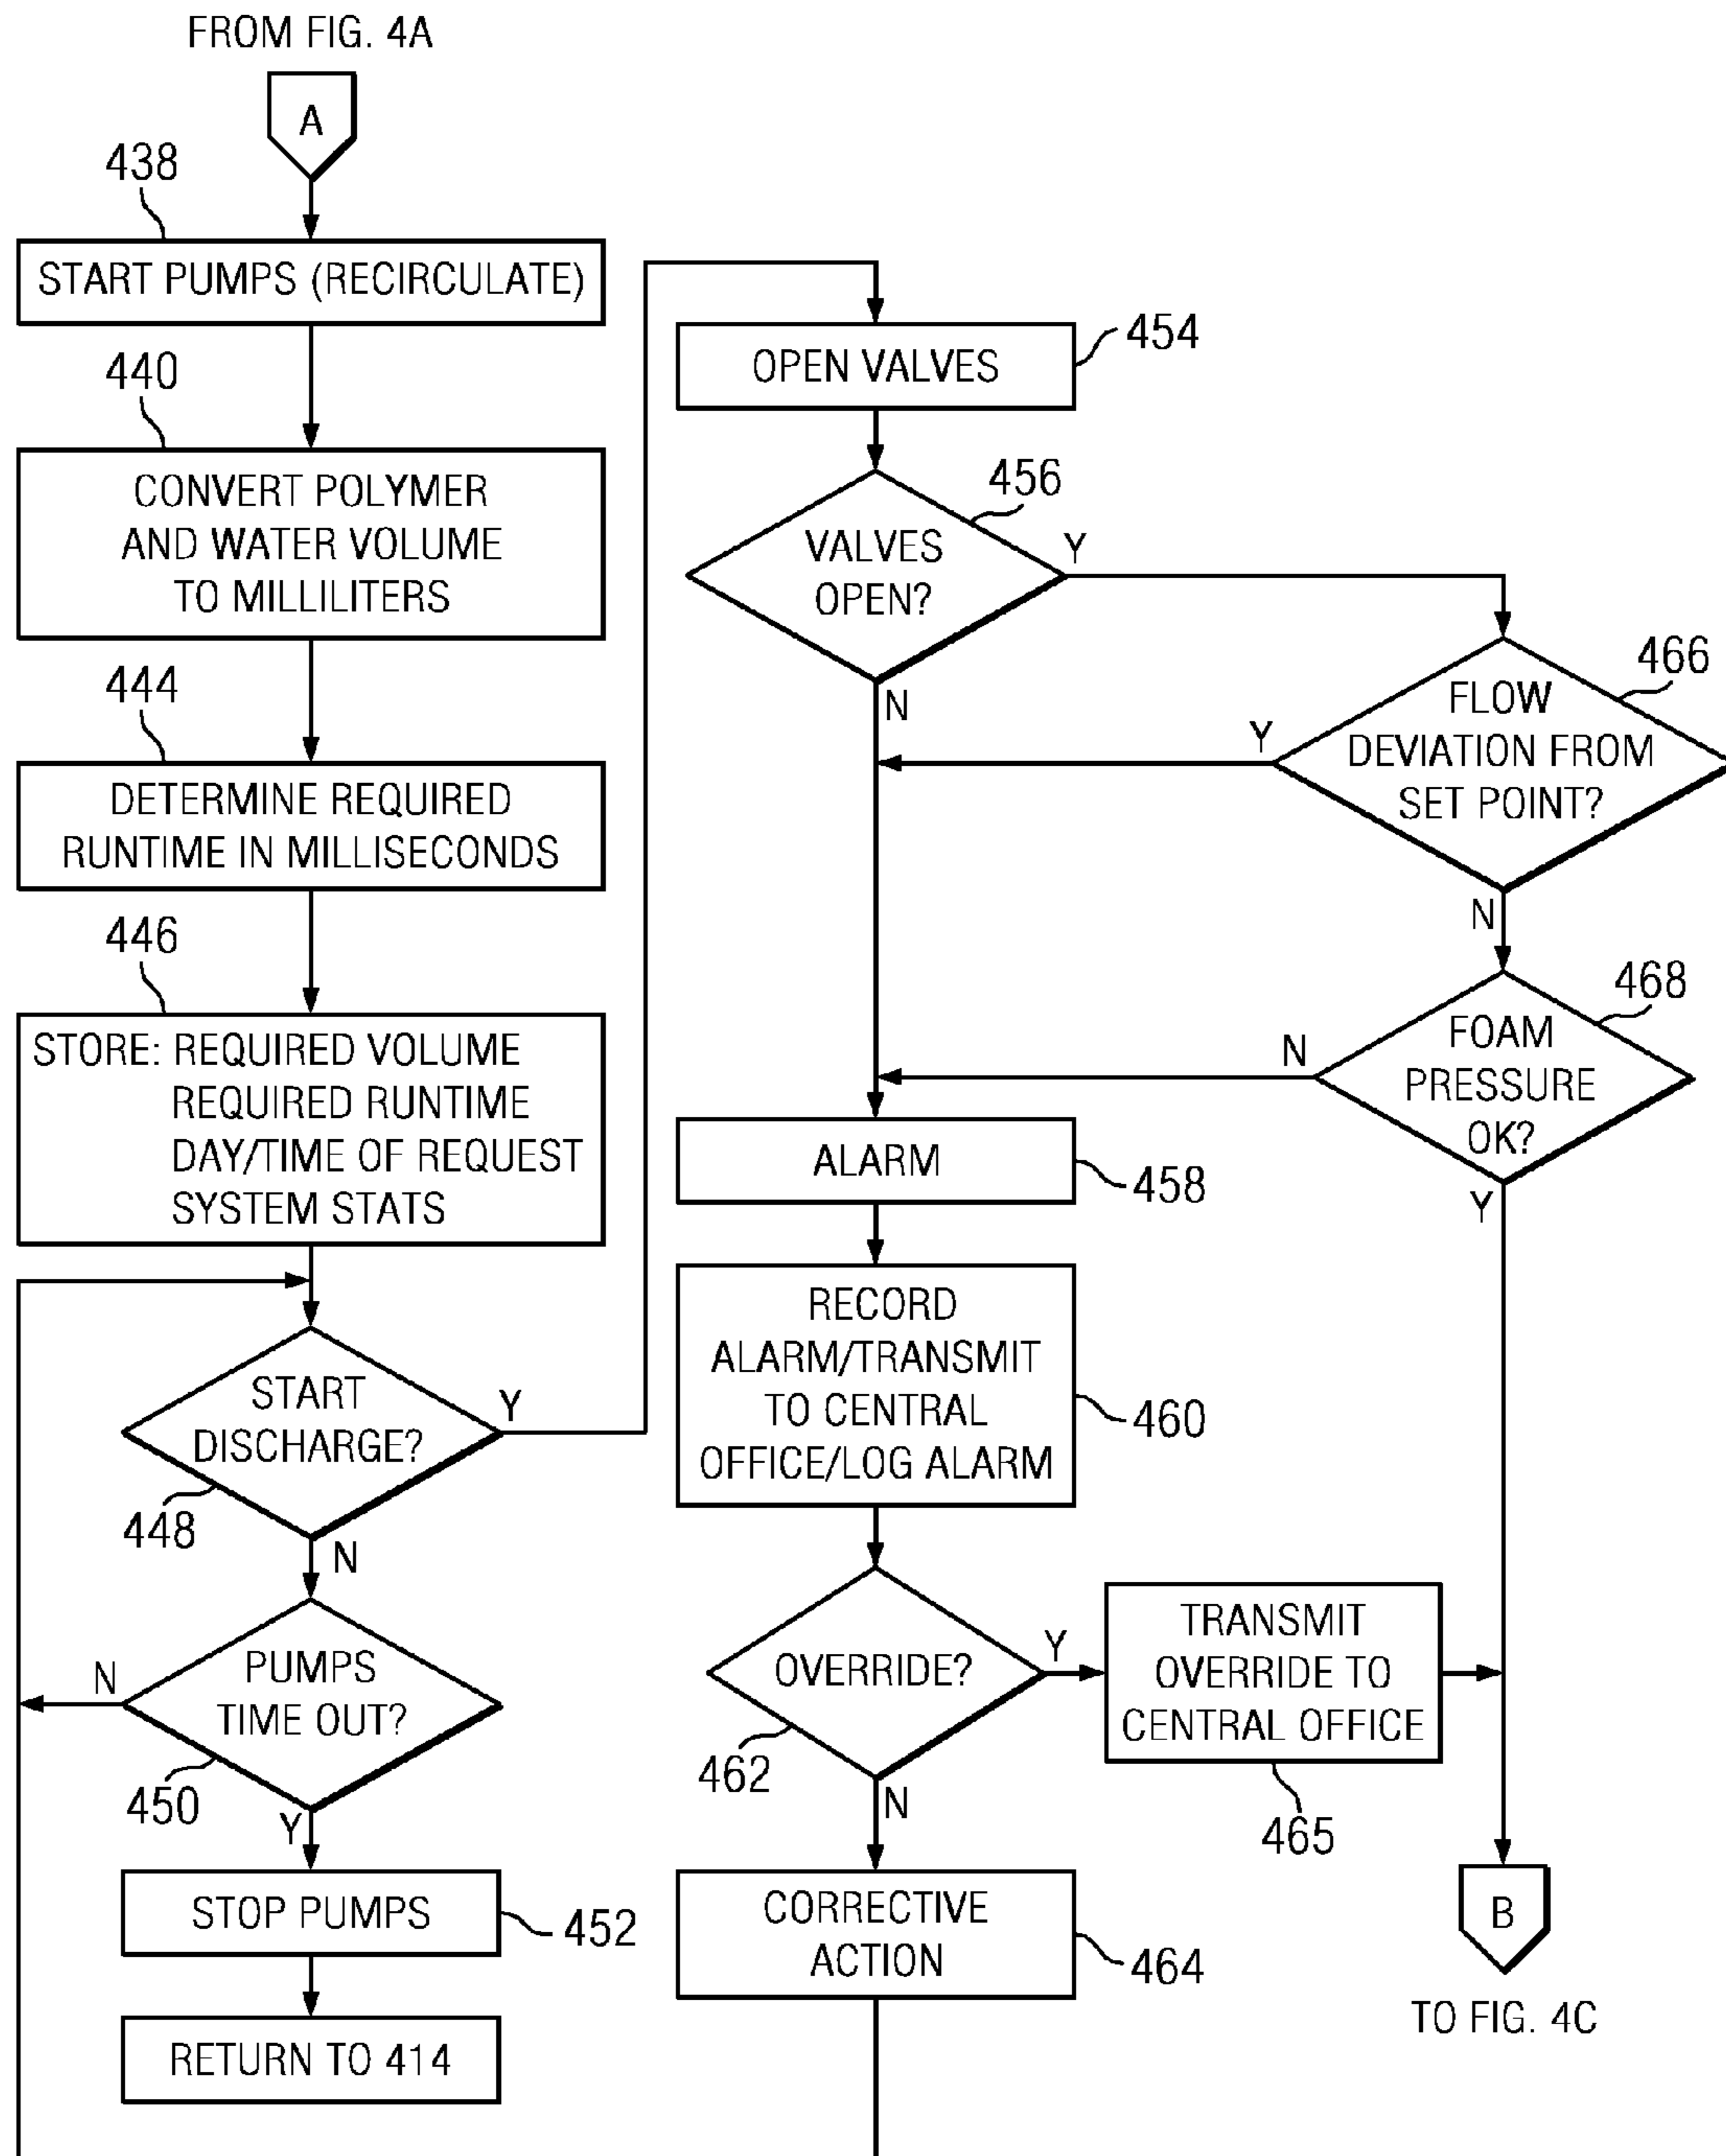 FROM FIG. 4A
A
438
START PUMPS (RECIRCULATE)
440
CONVERT POLYMER
AND WATER VOLUME
TO MILLILITERS
444
DETERMINE REQUIRED
RUNTIME IN MILLISECONDS
446
STORE: REQUIRED VOLUME
REQUIRED RUNTIME
DAY/TIME OF REQUEST
SYSTEM STATS
START
DISCHARGE?
Y
448
N
PUMPS
TIME OUT?
N
450
Y
STOP PUMPS
452
RETURN TO 414
OPEN VALVES
454
456
VALVES
OPEN?
Y
N
466
FLOW
DEVIATION FROM
SET POINT?
Y
N
468
FOAM
PRESSURE
OK?
N
Y
ALARM
458
RECORD
ALARM/TRANSMIT
TO CENTRAL
OFFICE/LOG ALARM
460
OVERRIDE?
Y
462
N
TRANSMIT
OVERRIDE TO
CENTRAL OFFICE
465
CORRECTIVE
ACTION
464
B
TO FIG. 4C